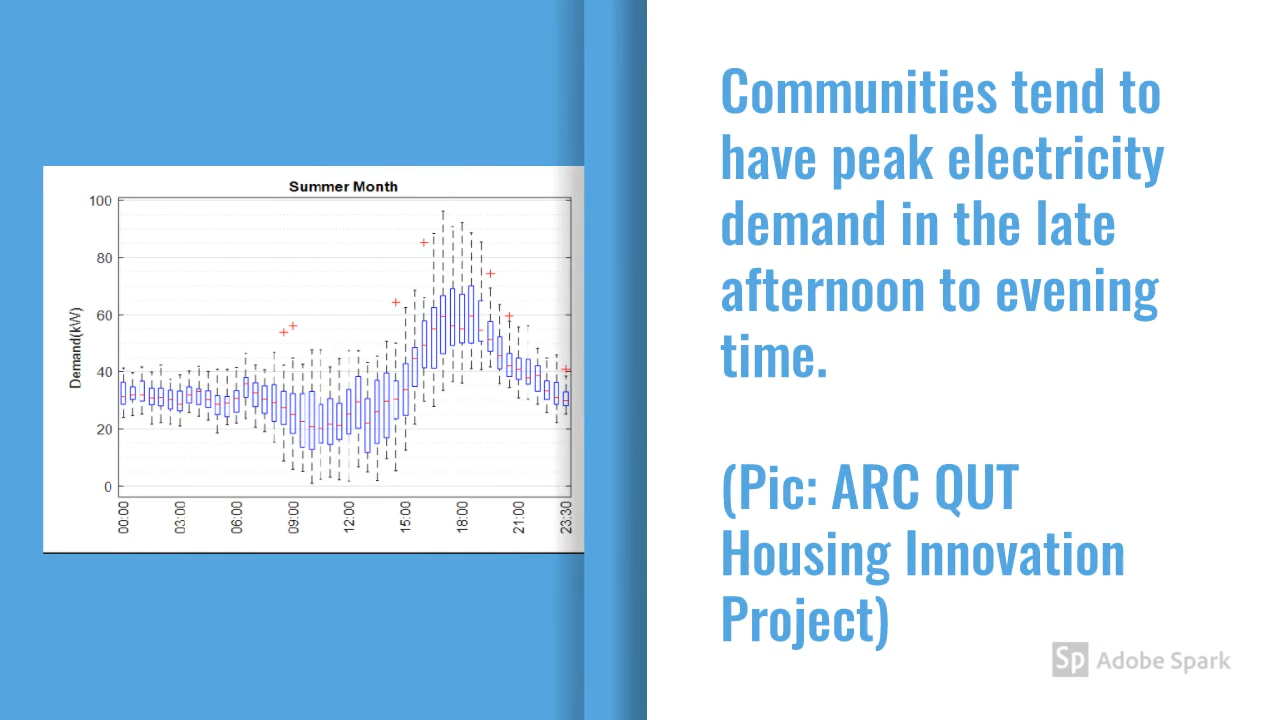 Summer Month
100
80
60
40
20
0
Demand(kW)
00:00
03:00
06:00
09:00
12:00
15:00
18:00
21:00
23:30
Communities tend to
have peak electricity
demand in the late
afternoon to evening
time.
(Pic: ARC QUT
Housing Innovation
Project)
Sp Adobe Spark